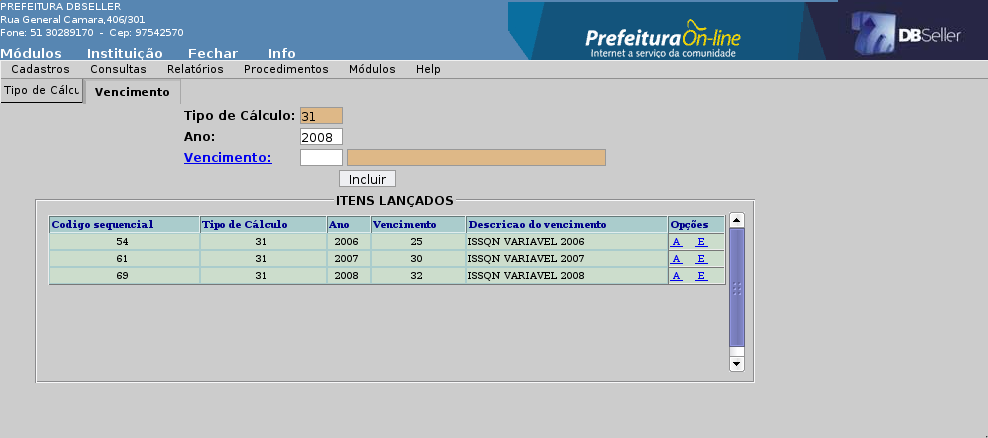 PREFEITURA DBSELLER
Rua General Camara,406/301
Fone: 51 30289170 - Cep: 97542570
Prefeitura On-line
Internet a serviço da comunidade
DBSeller
Módulos Instituição Fechar Info
Cadastros Consultas Relatórios Procedimentos Módulos Help
Tipo de Cálcu Vencimento
Tipo de Cálculo: 31
Ano: 2008
Vencimento:
Incluir
ITENS LANÇADOS
Codigo sequencial Tipo de Cálculo Ano Vencimento Descricao do vencimento Opções
54 31 2006 25 ISSQN VARIAVEL 2006 A E
61 31 2007 30 ISSQN VARIAVEL 2007 A E
69 31 2008 32 ISSQN VARIAVEL 2008 A E